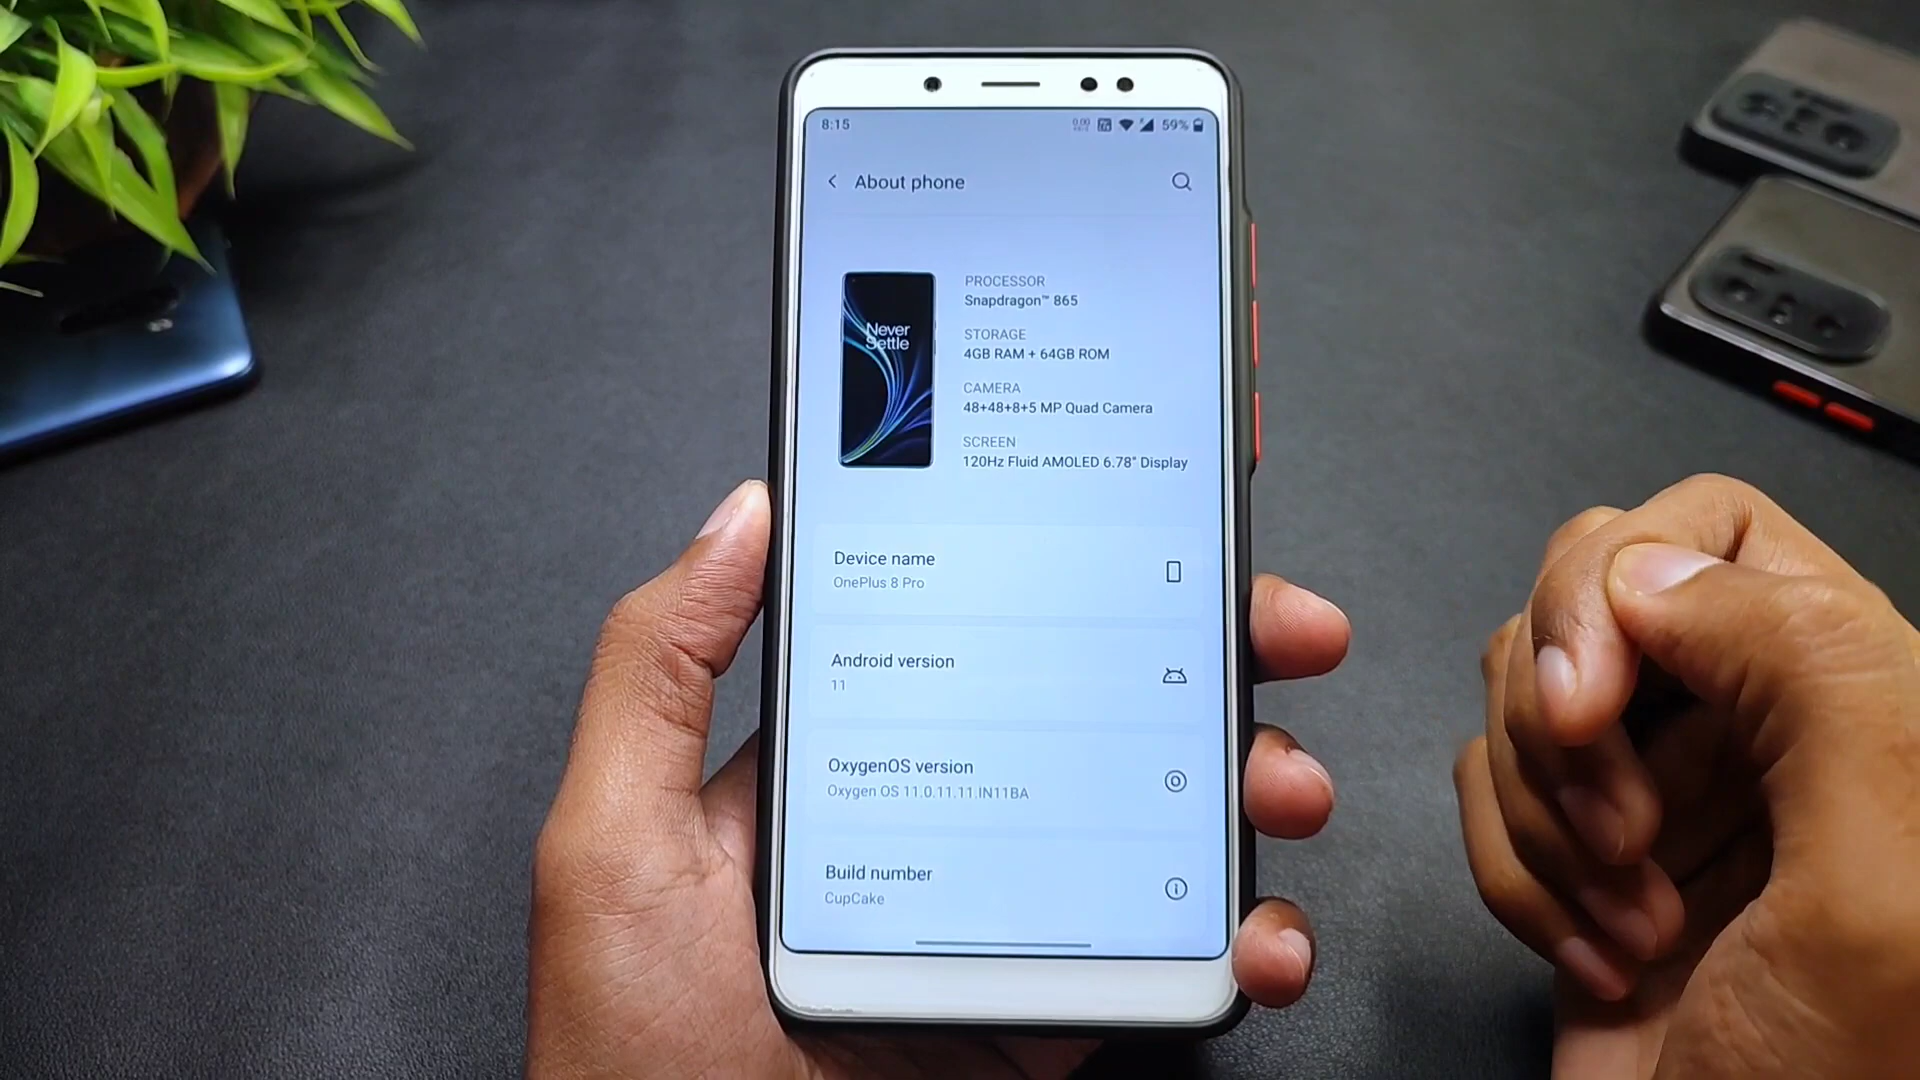 8:15
0.00
59%
About phone
PROCESSOR
Snapdragon™ 865
STORAGE
4GB RAM + 64GB ROM
CAMERA
48+48+8+5 MP Quad Camera
SCREEN
120Hz Fluid AMOLED 6.78" Display
Never
Settle
Device name
OnePlus 8 Pro
Android version
11
OxygenOS version
Oxygen OS 11.0.11.11.IN11BA
Build number
CupCake